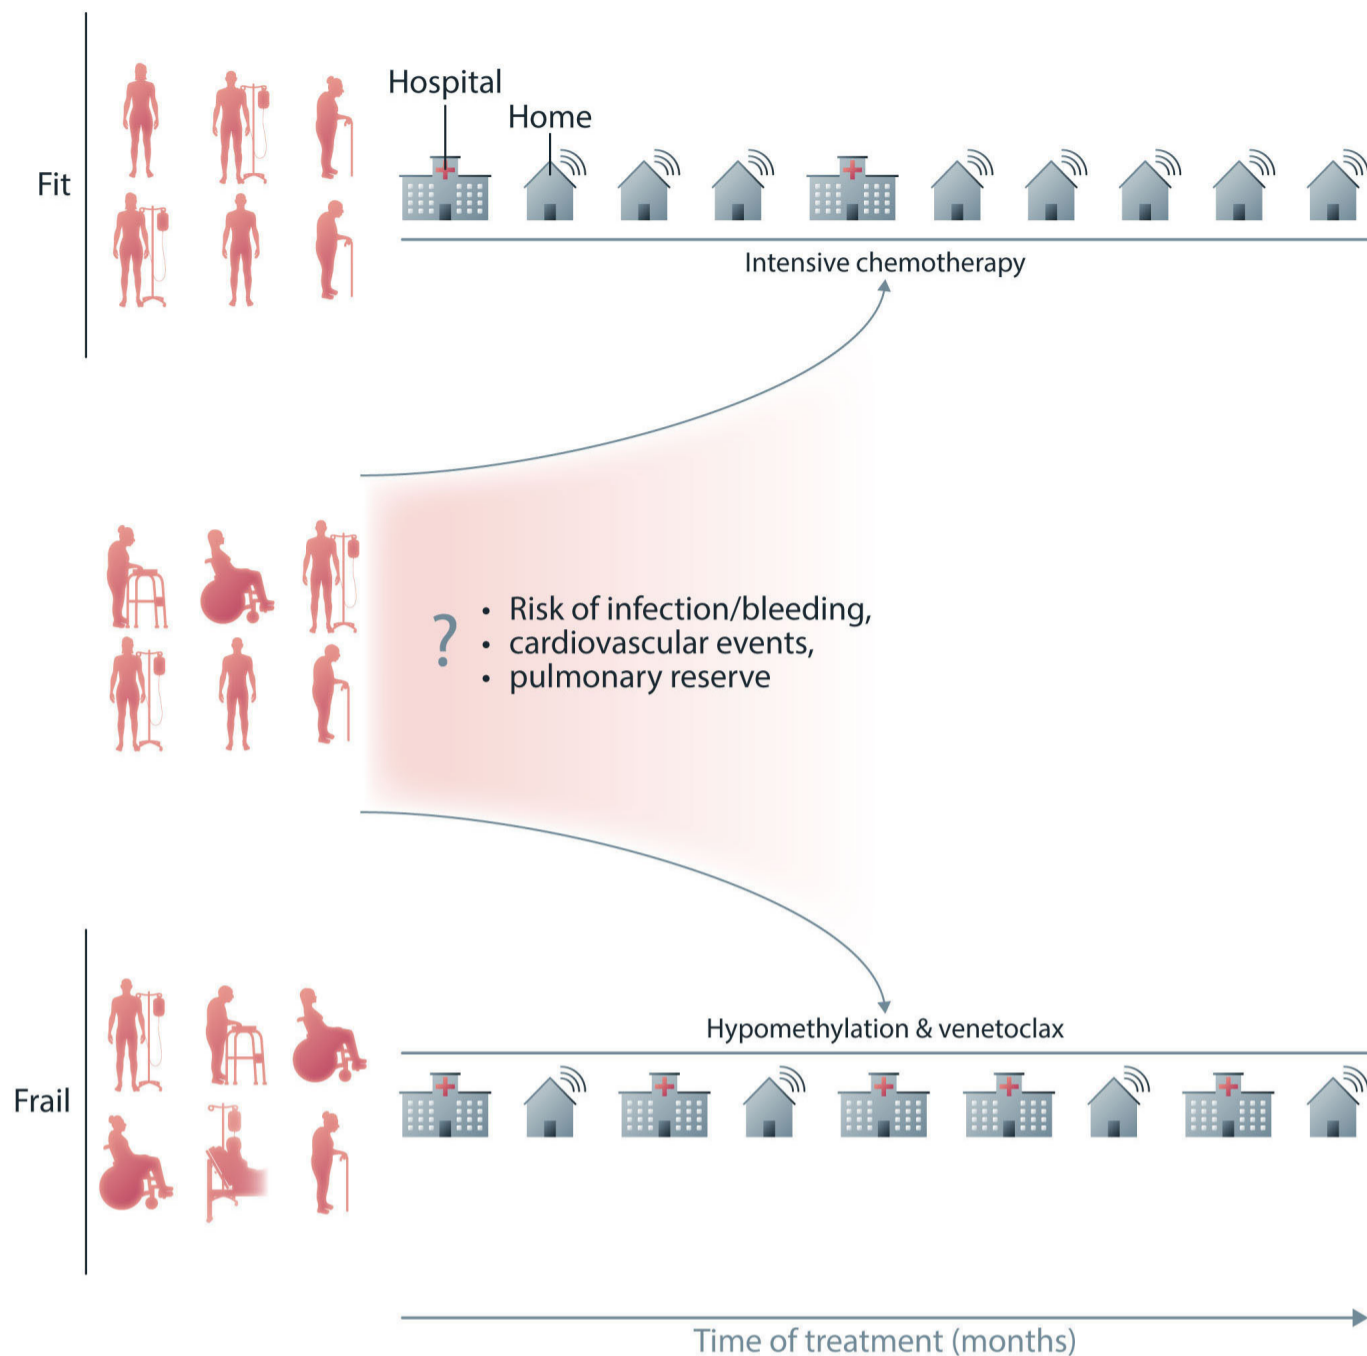 Hospital
Home
Fit
Intensive chemotherapy
? • Risk of infection/bleeding,
• cardiovascular events,
• pulmonary reserve
Hypomethylation & venetoclax
Frail
Time of treatment (months)